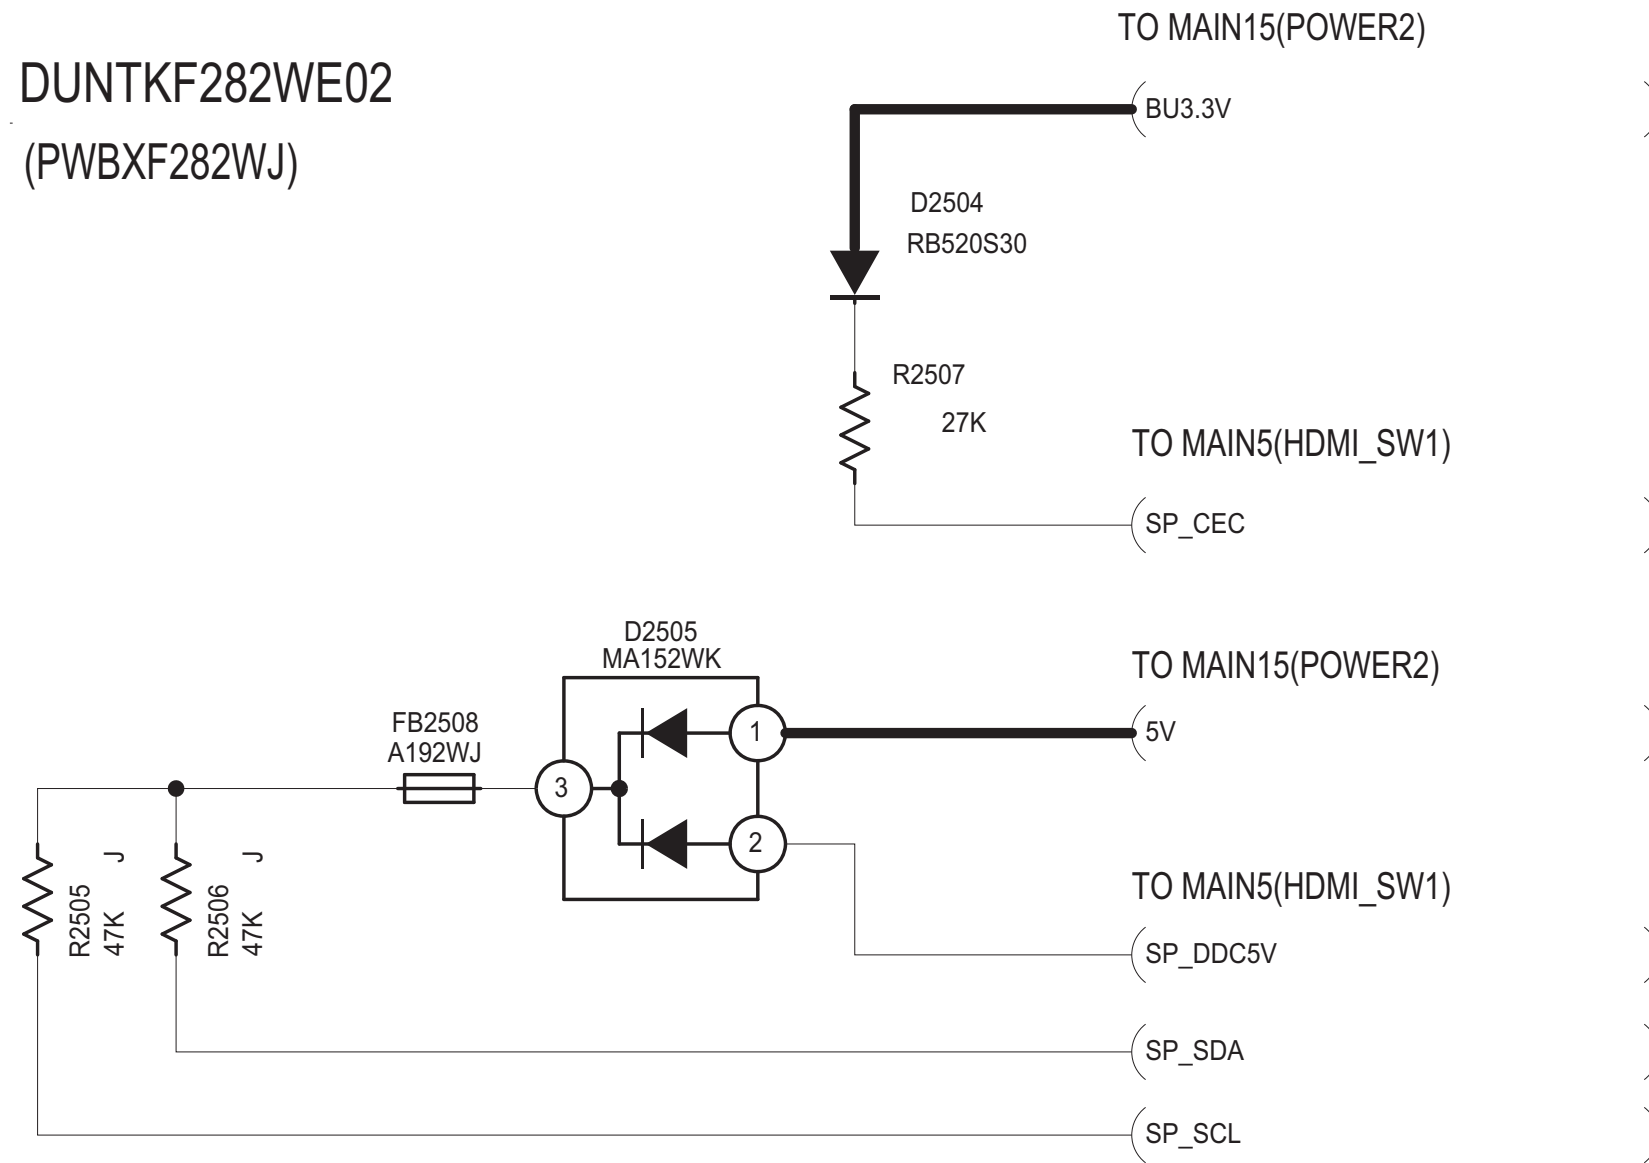 TO MAIN15(POWER2)
DUNTKF282WE02
(PWBXF282WJ)
BU3.3V
D2504
RB520S30
R2507
27K
TO MAIN5(HDMI_SW1)
SP_CEC
D2505
MA152WK
TO MAIN15(POWER2)
FB2508
A192WJ
1
5V
3
2
R2505
47K J
R2506
47K J
TO MAIN5(HDMI_SW1)
SP_DDC5V
SP_SDA
SP_SCL